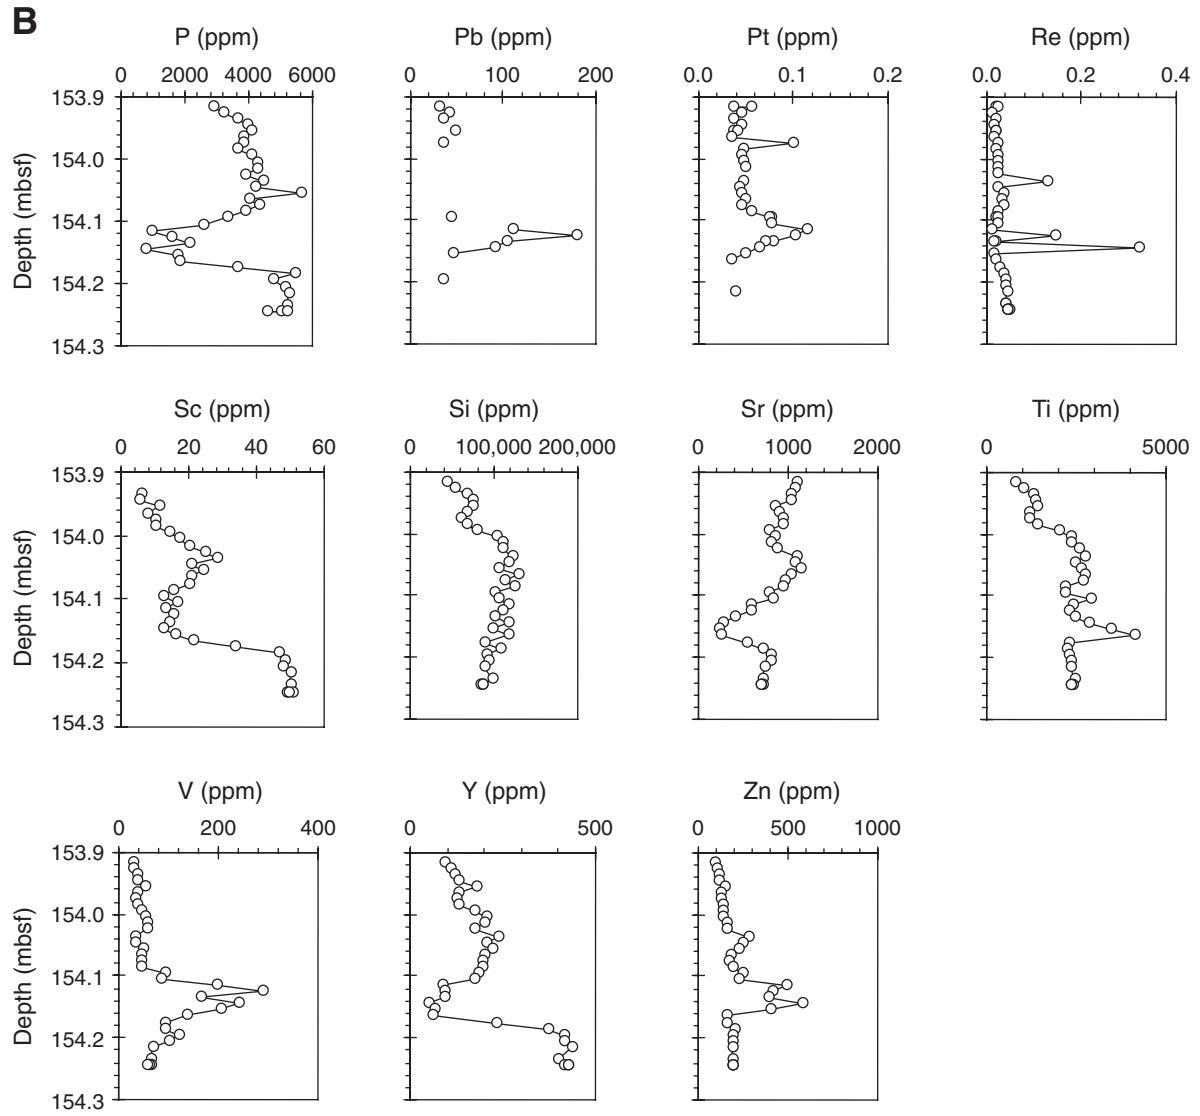 B
P (ppm) Pb (ppm) Pt (ppm) Re (ppm)
0 2000 4000 6000 0 100 200 0.0 0.1 0.2 0.0 0.2 0.4
153.9
154.0
154.1
154.2
154.3
Depth (mbsf)
Sc (ppm) Si (ppm) Sr (ppm) Ti (ppm)
0 20 40 60 0 100,000 200,000 0 1000 2000 0 5000
153.9
154.0
154.1
154.2
154.3
Depth (mbsf)
V (ppm) Y (ppm) Zn (ppm)
0 200 400 0 500 0 500 1000
153.9
154.0
154.1
154.2
154.3
Depth (mbsf)